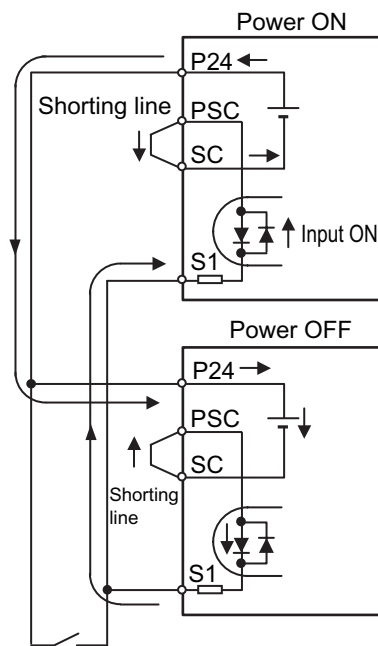 Power ON
P24
PSC
Shorting line
SC
Input ON
S1
Power OFF
P24
PSC
SC
Shorting
line
S1